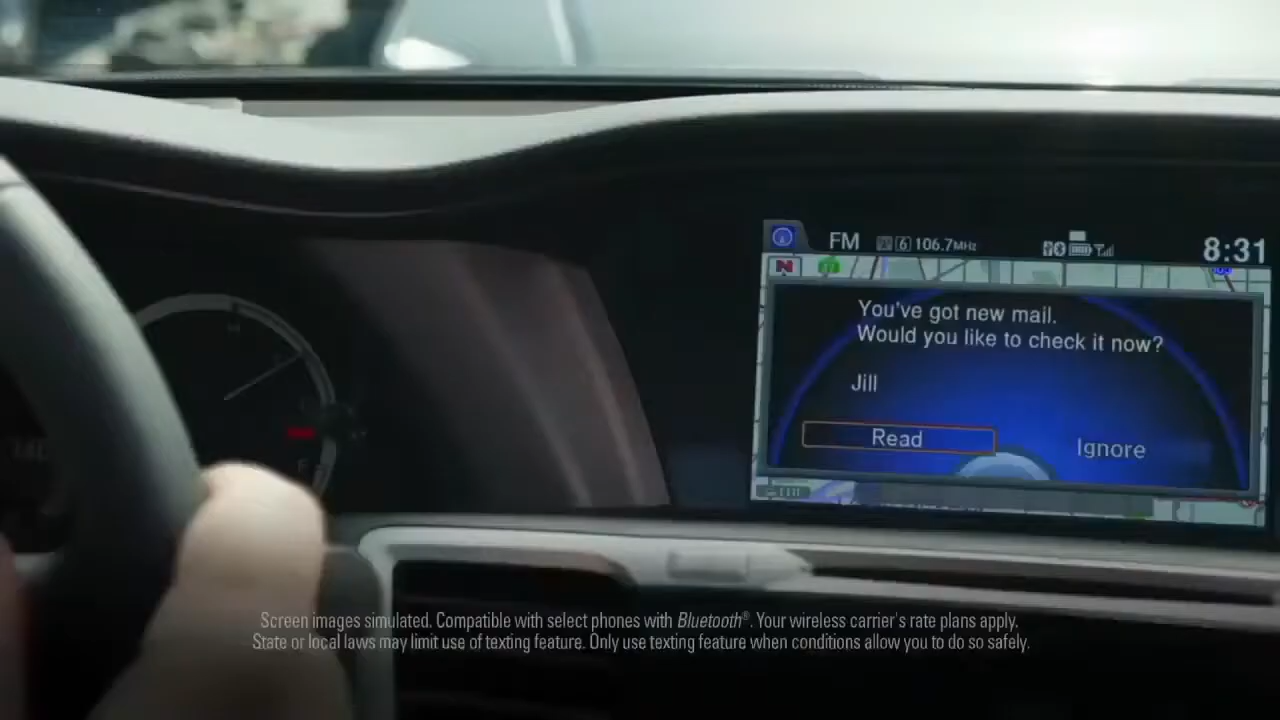 FM 6 106.7MHz
8:31
N
You've got new mail.
Would you like to check it now?
Jill
Read
Ignore
F
Screen images simulated. Compatible with select phones with Bluetooth®. Your wireless carrier's rate plans apply.
State or local laws may limit use of texting feature. Only use texting feature when conditions allow you to do so safely.